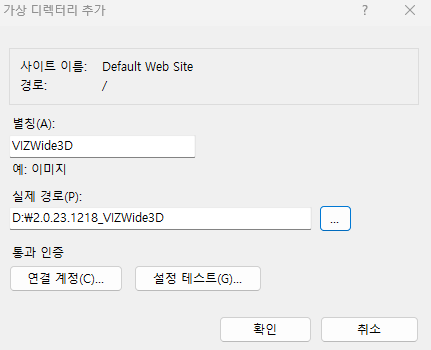 가상 디렉터리 추가
? ×
사이트 이름: Default Web Site
경로: /
별칭(A):
VIZWide3D
예: 이미지
실제 경로(P):
D:₩2.0.23.1218_VIZWide3D
...
통과 인증
연결 계정(C)...
설정 테스트(G)...
확인
취소